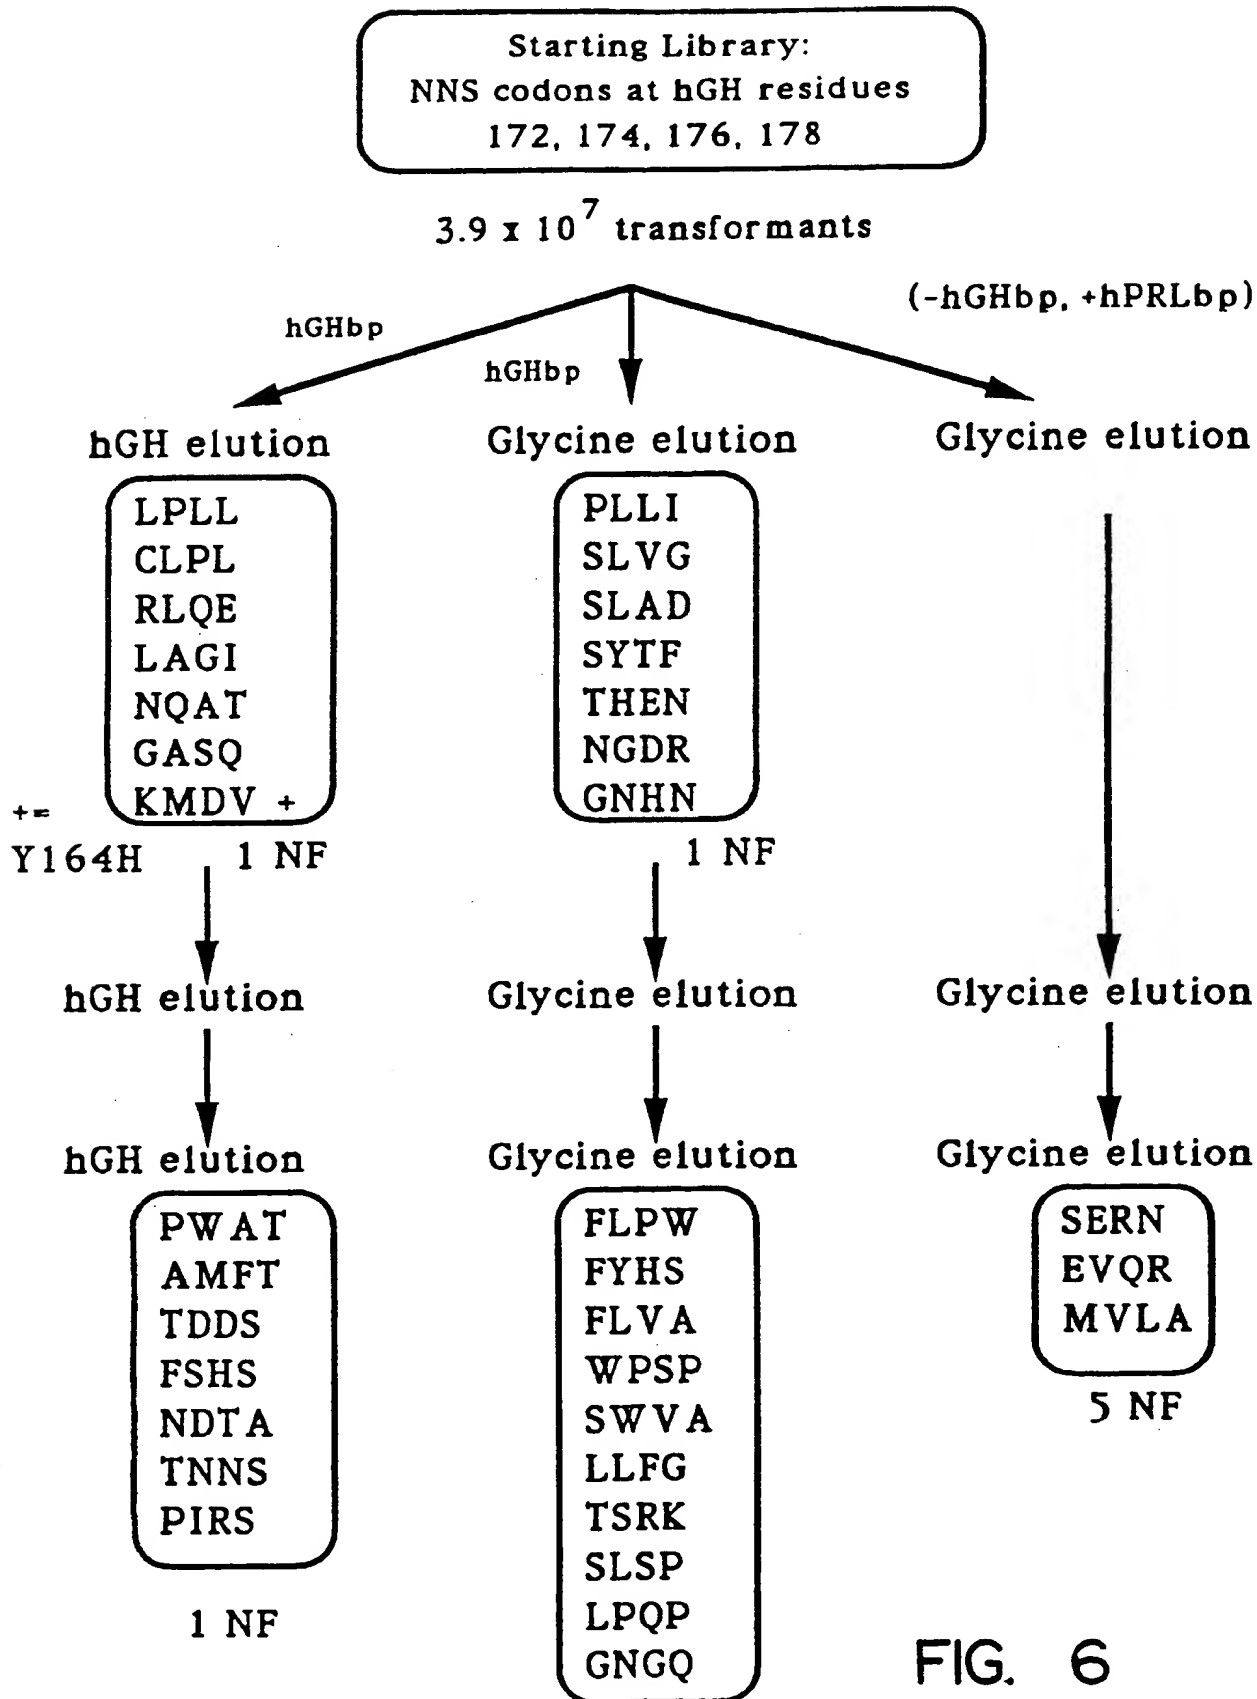 Starting Library:
NNS codons at hGH residues
172, 174, 176, 178
3.9 x 10^7 transformants
(-hGHbp, +hPRLbp)
hGHbp
hGHbp
hGH elution
Glycine elution
Glycine elution
LPLL
CLPL
RLQE
LAGI
NQAT
GASQ
KMDV +
+=
Y164H
1 NF
PLLI
SLVG
SLAD
SYTF
THEN
NGDR
GNHN
1 NF
hGH elution
Glycine elution
Glycine elution
hGH elution
Glycine elution
Glycine elution
PWAT
AMFT
TDDS
FSHS
NDTA
TNNS
PIRS
1 NF
FLPW
FYHS
FLVA
WPSP
SWVA
LLFG
TSRK
SLSP
LPQP
GNGQ
SERN
EVQR
MVLA
5 NF
FIG. 6